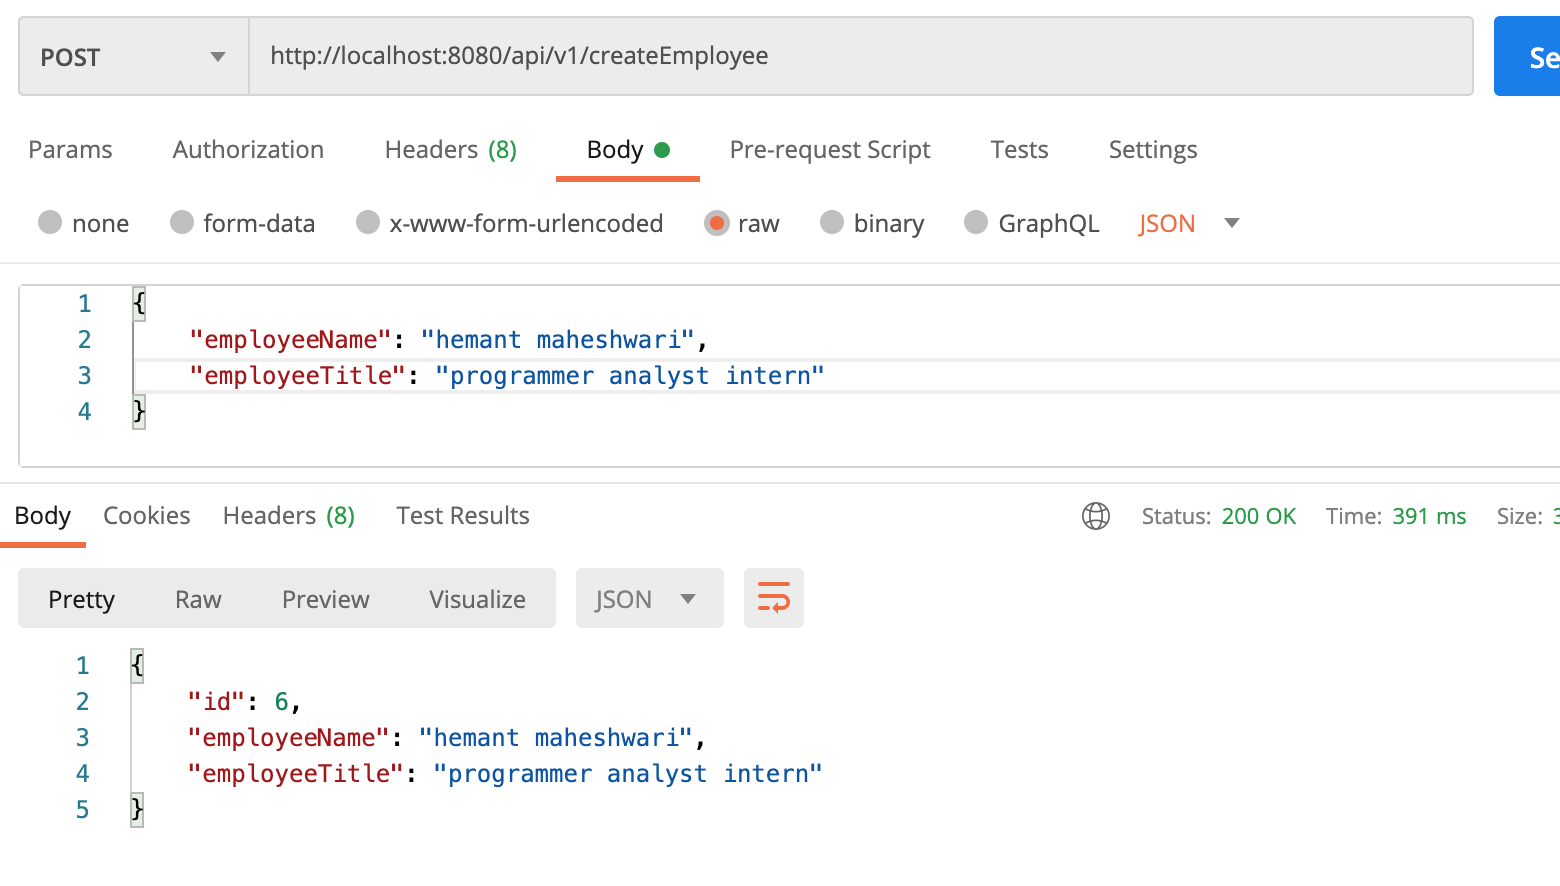 POST http://localhost:8080/api/v1/createEmployee Se
Params Authorization Headers (8) Body Pre-request Script Tests Settings
none form-data x-www-form-urlencoded raw binary GraphQL JSON
1 {
2 "employeeName": "hemant maheshwari",
3 "employeeTitle": "programmer analyst intern"
4 }
Body Cookies Headers (8) Test Results Status: 200 OK Time: 391 ms Size: 3
Pretty Raw Preview Visualize JSON
1 {
2 "id": 6,
3 "employeeName": "hemant maheshwari",
4 "employeeTitle": "programmer analyst intern"
5 }